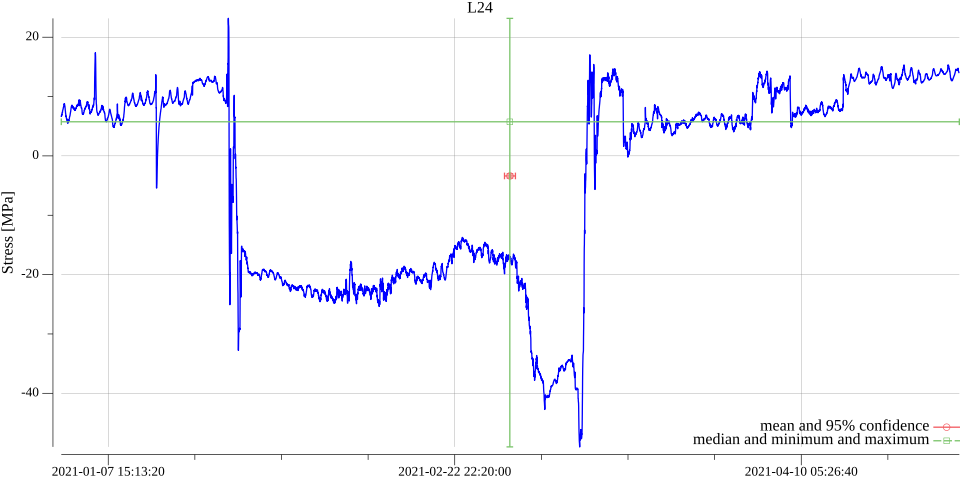 L24
20
0
-20
-40
Stress [MPa]
mean and 95% confidence
median and minimum and maximum
2021-01-07 15:13:20
2021-02-22 22:20:00
2021-04-10 05:26:40